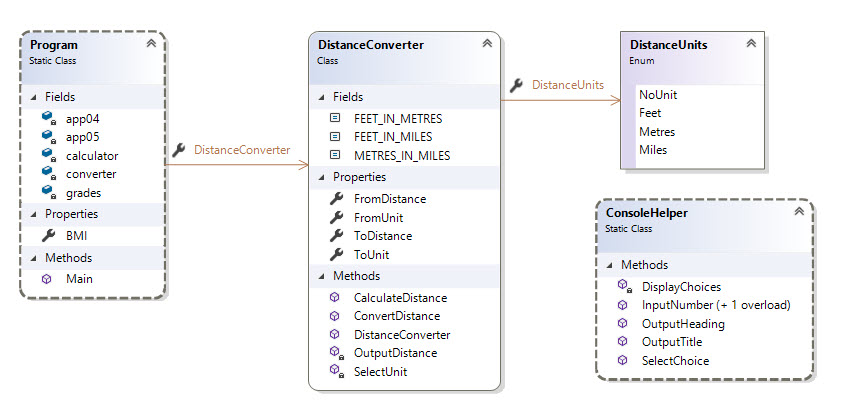 Program
Static Class
Fields
app04
app05
calculator
converter
grades
Properties
BMI
Methods
Main
DistanceConverter
DistanceConverter
Class
Fields
FEET_IN_METRES
FEET_IN_MILES
METRES_IN_MILES
Properties
FromDistance
FromUnit
ToDistance
ToUnit
Methods
CalculateDistance
ConvertDistance
DistanceConverter
OutputDistance
SelectUnit
DistanceUnits
DistanceUnits
Enum
NoUnit
Feet
Metres
Miles
ConsoleHelper
Static Class
Methods
DisplayChoices
InputNumber (+ 1 overload)
OutputHeading
OutputTitle
SelectChoice